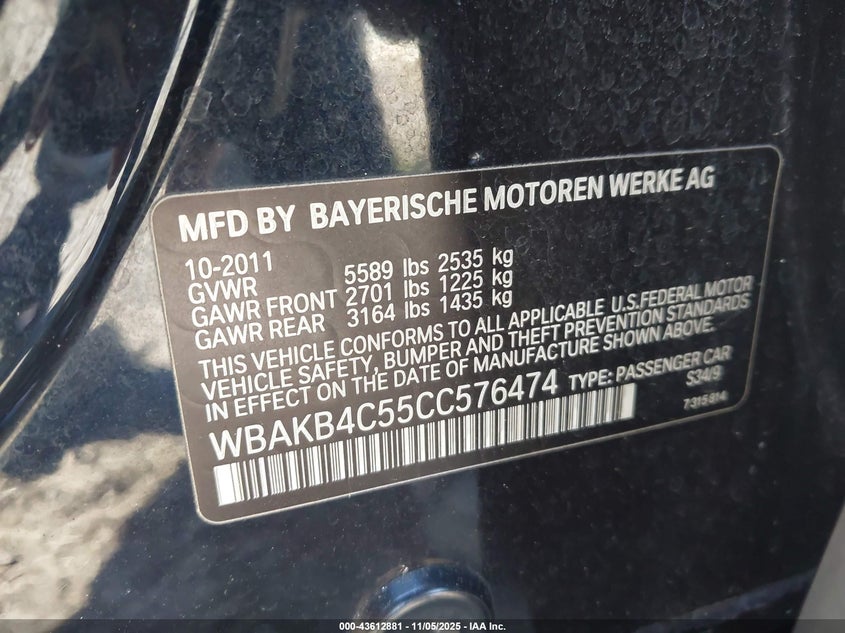 MFD BY BAYERISCHE MOTOREN WERKE AG
10-2011
GVWR 5589 lbs 2535 kg
GAWR FRONT 2701 lbs 1225 kg
GAWR REAR 3164 lbs 1435 kg
THIS VEHICLE CONFORMS TO ALL APPLICABLE U.S.FEDERAL MOTOR
VEHICLE SAFETY, BUMPER AND THEFT PREVENTION STANDARDS
IN EFFECT ON THE DATE OF MANUFACTURE SHOWN ABOVE.
WBAKB4C55CC576474 TYPE: PASSENGER CAR
S34/9
7315814
000-43612881 - 11/05/2025 - IAA Inc.